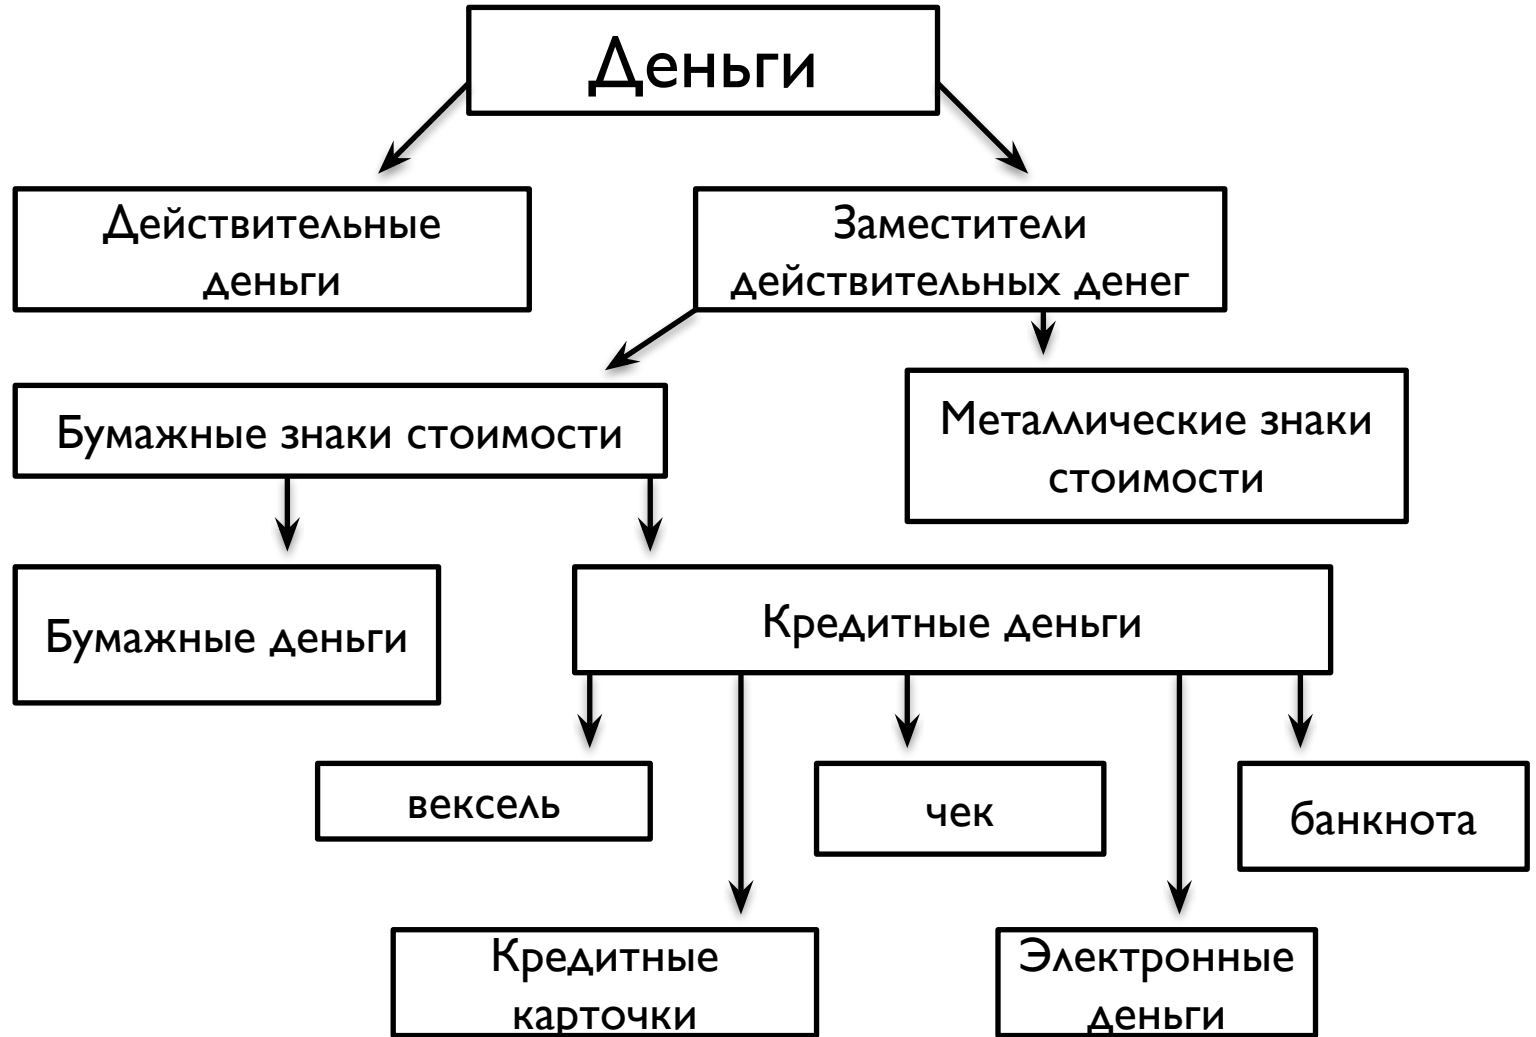 Деньги
Действительные
деньги
Заместители
действительных денег
Бумажные знаки стоимости
Металлические знаки
стоимости
Бумажные деньги
Кредитные деньги
вексель
чек
банкнота
Кредитные
карточки
Электронные
деньги